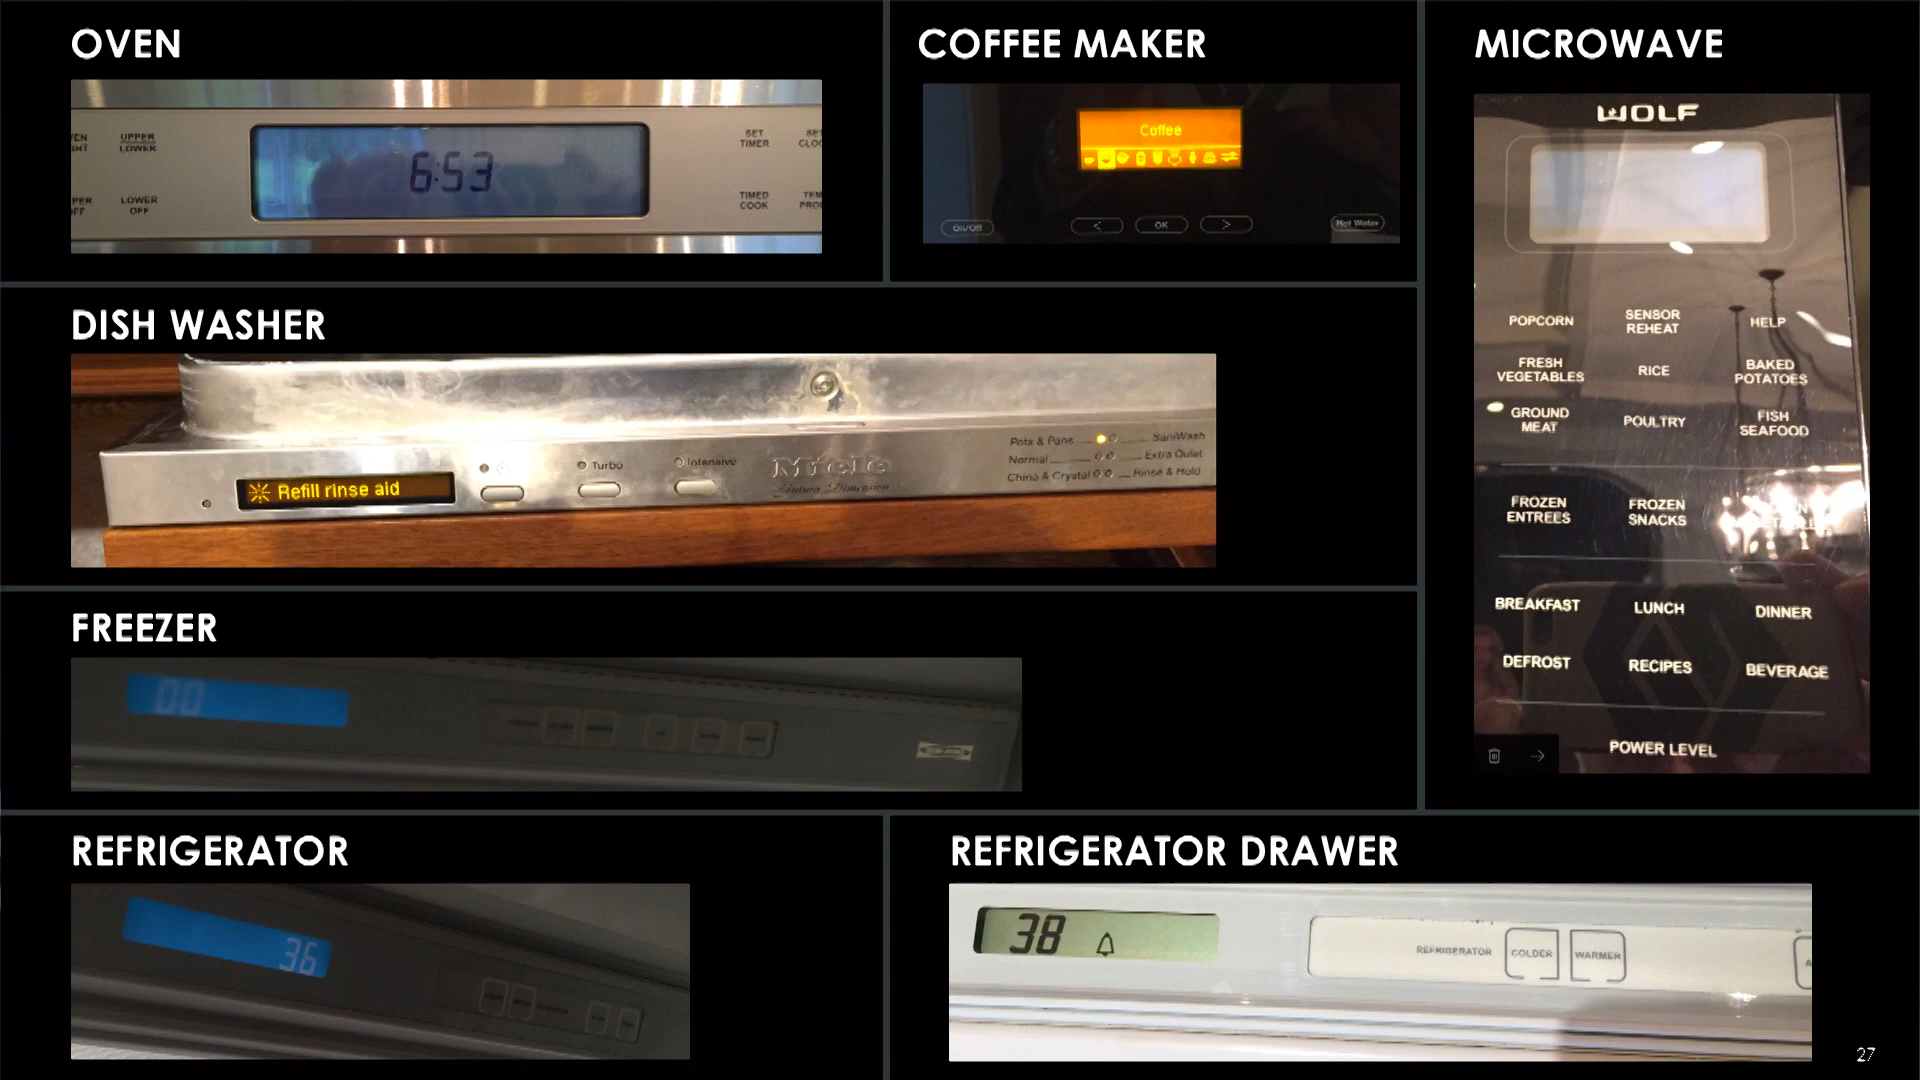 OVEN
UPPER
LOWER
LOWER
OFF
6:53
SET
TIMER
TIMED
COOK
COFFEE MAKER
Coffee
On/Off
<
OK
>
Hot Water
MICROWAVE
WOLF
POPCORN
SENSOR
REHEAT
HELP
FRESH
VEGETABLES
RICE
BAKED
POTATOES
GROUND
MEAT
POULTRY
FISH
SEAFOOD
FROZEN
ENTREES
FROZEN
SNACKS
BREAKFAST
LUNCH
DINNER
DEFROST
RECIPES
BEVERAGE
POWER LEVEL
DISH WASHER
Refill rinse aid
Turbo
Intensive
Miele
Pots & Pans
SaniWash
Normal
Extra Quiet
China & Crystal
Rinse & Hold
FREEZER
00
SUB-ZERO
REFRIGERATOR
36
REFRIGERATOR DRAWER
38
REFRIGERATOR
COLDER
WARMER
27